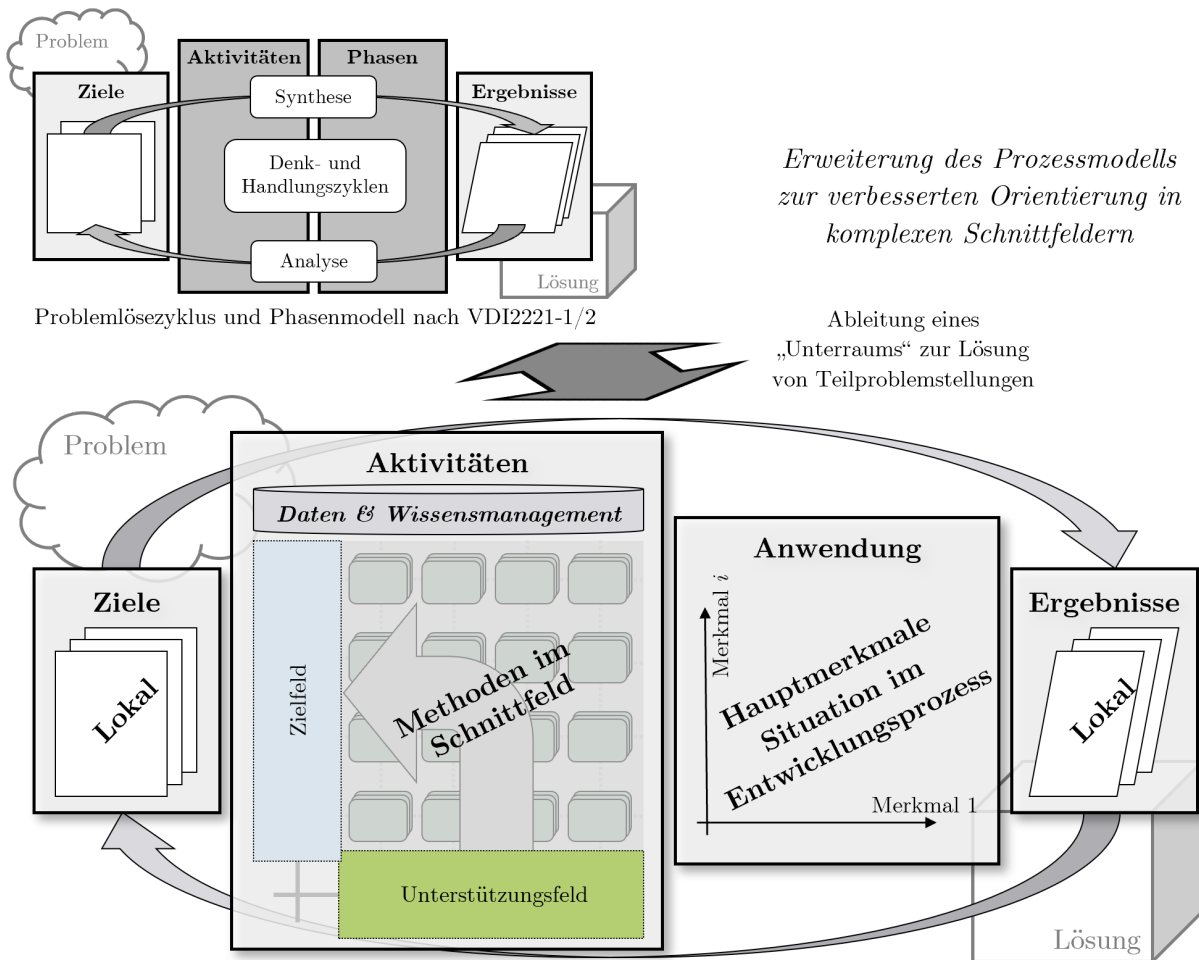 Problem
Ziele
Aktivitäten
Phasen
Ergebnisse
Synthese
Denk- und
Handlungszyklen
Analyse
Lösung
Problemlösezyklus und Phasenmodell nach VDI2221-1/2
Erweiterung des Prozessmodells
zur verbesserten Orientierung in
komplexen Schnittfeldern
Ableitung eines
„Unterraums“ zur Lösung
von Teilproblemstellungen
Problem
Ziele
Lokal
Aktivitäten
Daten & Wissensmanagement
Zielfeld
Methoden im
Schnittfeld
Unterstützungsfeld
Anwendung
Merkmal i
Hauptmerkmale
Situation im
Entwicklungsprozess
Merkmal 1
Ergebnisse
Lokal
Lösung